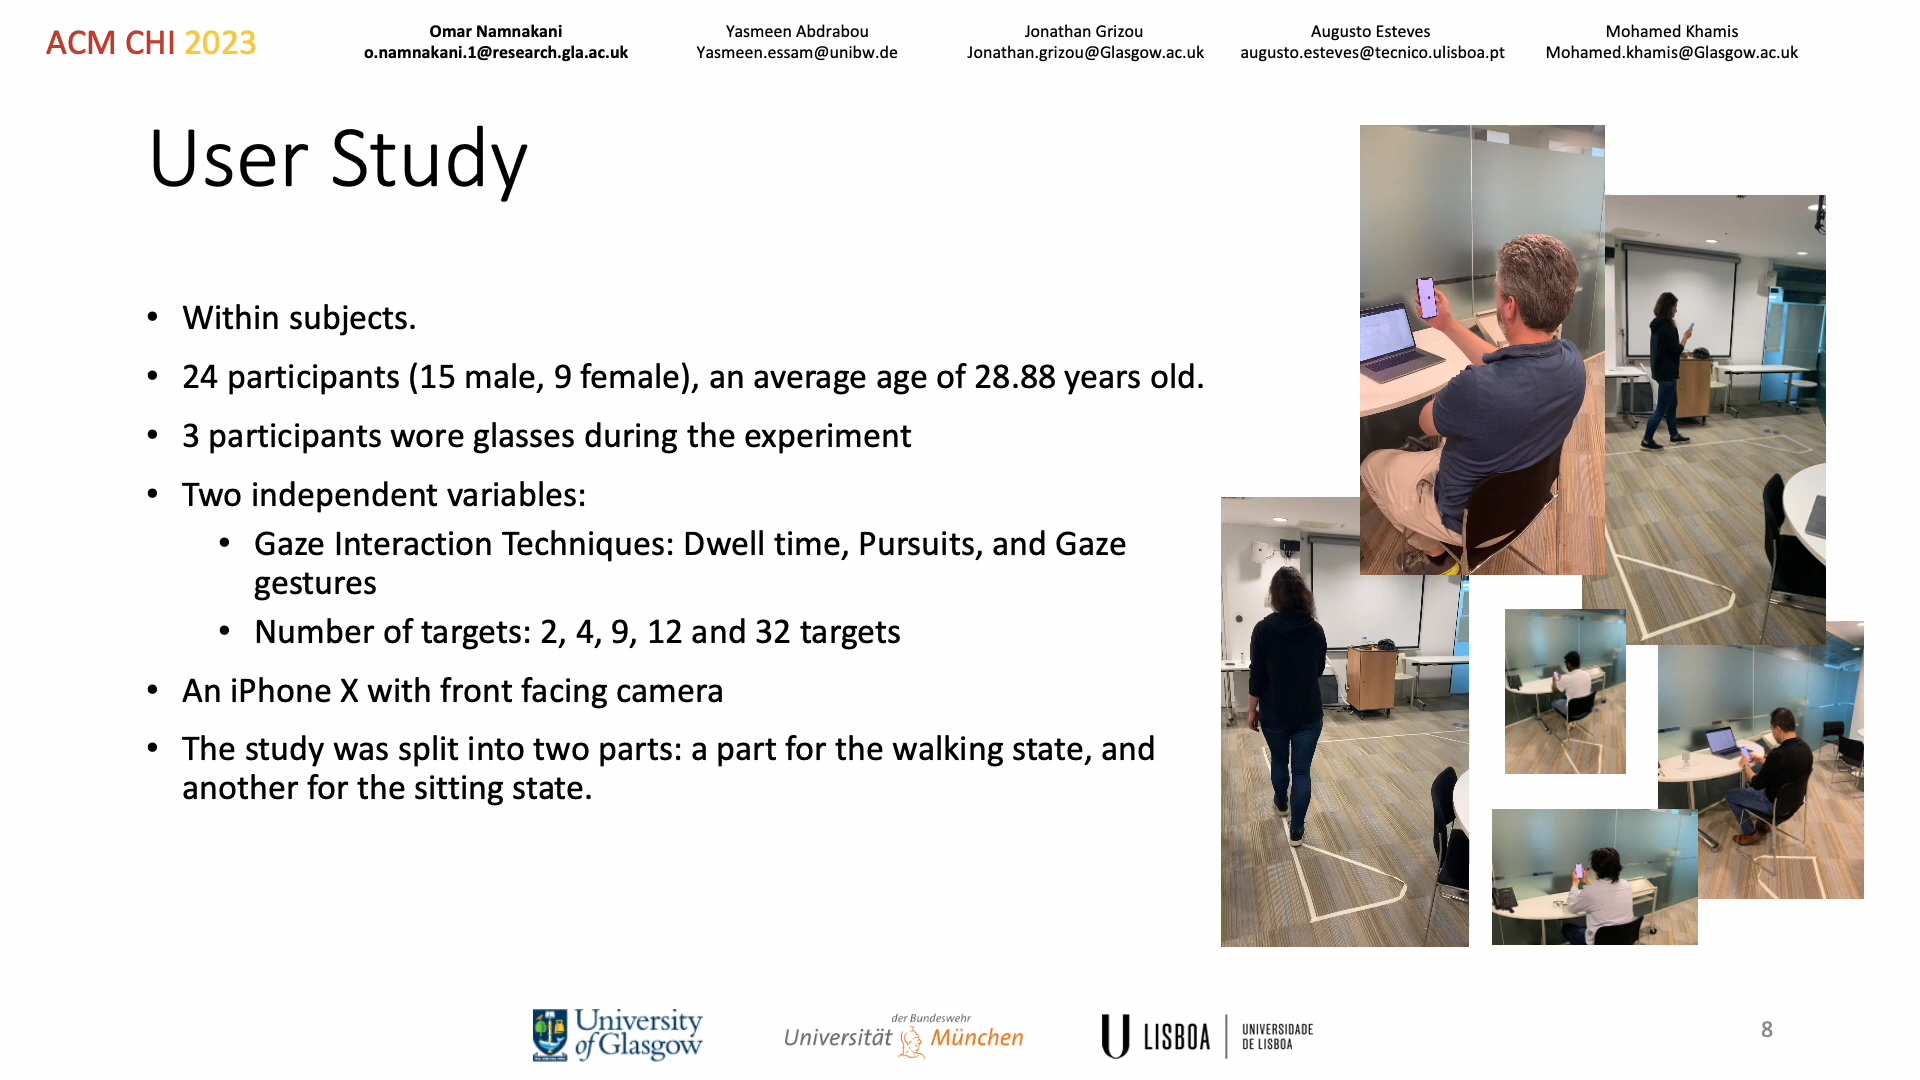 ACM CHI 2023
Omar Namnakani
o.namnakani.1@research.gla.ac.uk
Yasmeen Abdrabou
Yasmeen.essam@unibw.de
Jonathan Grizou
Jonathan.grizou@Glasgow.ac.uk
Augusto Esteves
augusto.esteves@tecnico.ulisboa.pt
Mohamed Khamis
Mohamed.khamis@Glasgow.ac.uk
User Study
• Within subjects.
• 24 participants (15 male, 9 female), an average age of 28.88 years old.
• 3 participants wore glasses during the experiment
• Two independent variables:
• Gaze Interaction Techniques: Dwell time, Pursuits, and Gaze
gestures
• Number of targets: 2, 4, 9, 12 and 32 targets
• An iPhone X with front facing camera
• The study was split into two parts: a part for the walking state, and
another for the sitting state.
University
of Glasgow
der Bundeswehr
Universität München
U LISBOA
UNIVERSIDADE
DE LISBOA
8